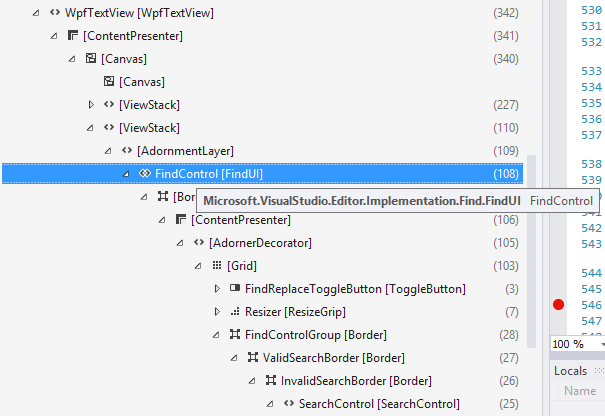 WpfTextView [WpfTextView] (342)
[ContentPresenter] (341)
[Canvas] (340)
[Canvas]
[ViewStack] (227)
[ViewStack] (110)
[AdornmentLayer] (109)
FindControl [FindUI] (108)
[Bor
Microsoft.VisualStudio.Editor.Implementation.Find.FindUI FindControl
[ContentPresenter] (106)
[AdornerDecorator] (105)
[Grid] (103)
FindReplaceToggleButton [ToggleButton] (3)
Resizer [ResizeGrip] (7)
FindControlGroup [Border] (28)
ValidSearchBorder [Border] (27)
InvalidSearchBorder [Border] (26)
SearchControl [SearchControl] (25)
530
531
532
533
534
535
536
537
538
539
540
541
542
543
544
545
546
547
100 %
Locals
Name